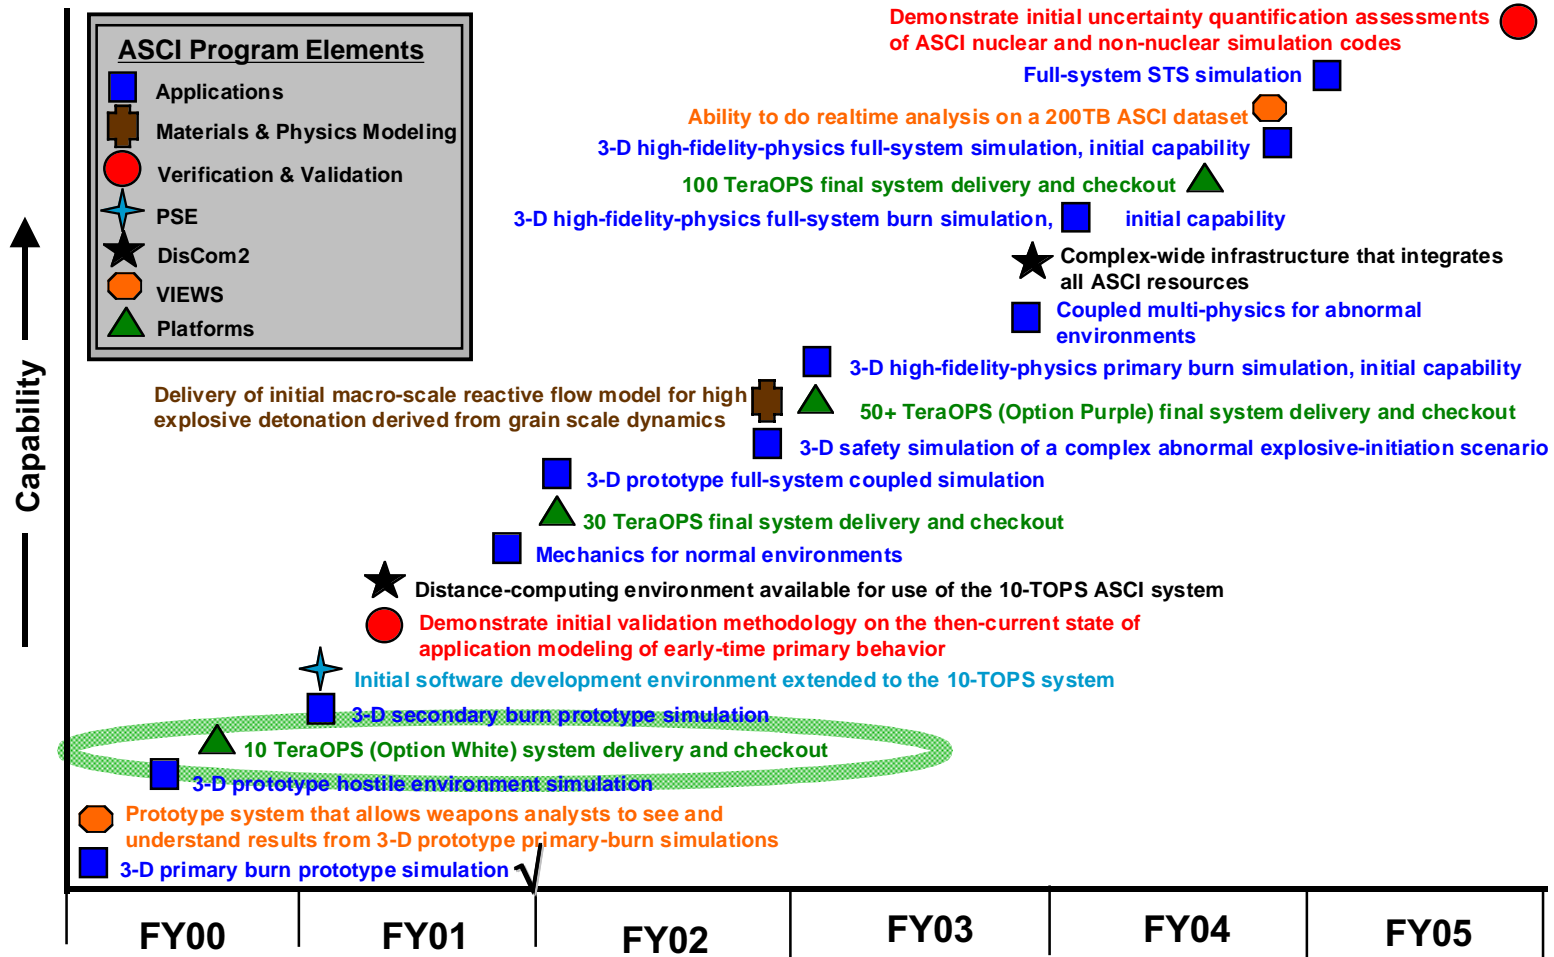 ASCI Program Elements
Applications
Materials & Physics Modeling
Verification & Validation
PSE
DisCom2
VIEWS
Platforms
Capability
Demonstrate initial uncertainty quantification assessments
of ASCI nuclear and non-nuclear simulation codes
Full-system STS simulation
Ability to do realtime analysis on a 200TB ASCI dataset
3-D high-fidelity-physics full-system simulation, initial capability
100 TeraOPS final system delivery and checkout
3-D high-fidelity-physics full-system burn simulation, initial capability
Complex-wide infrastructure that integrates
all ASCI resources
Coupled multi-physics for abnormal
environments
3-D high-fidelity-physics primary burn simulation, initial capability
Delivery of initial macro-scale reactive flow model for high
explosive detonation derived from grain scale dynamics
50+ TeraOPS (Option Purple) final system delivery and checkout
3-D safety simulation of a complex abnormal explosive-initiation scenario
3-D prototype full-system coupled simulation
30 TeraOPS final system delivery and checkout
Mechanics for normal environments
Distance-computing environment available for use of the 10-TOPS ASCI system
Demonstrate initial validation methodology on the then-current state of
application modeling of early-time primary behavior
Initial software development environment extended to the 10-TOPS system
3-D secondary burn prototype simulation
10 TeraOPS (Option White) system delivery and checkout
3-D prototype hostile environment simulation
Prototype system that allows weapons analysts to see and
understand results from 3-D prototype primary-burn simulations
3-D primary burn prototype simulation √
FY00 FY01 FY02 FY03 FY04 FY05